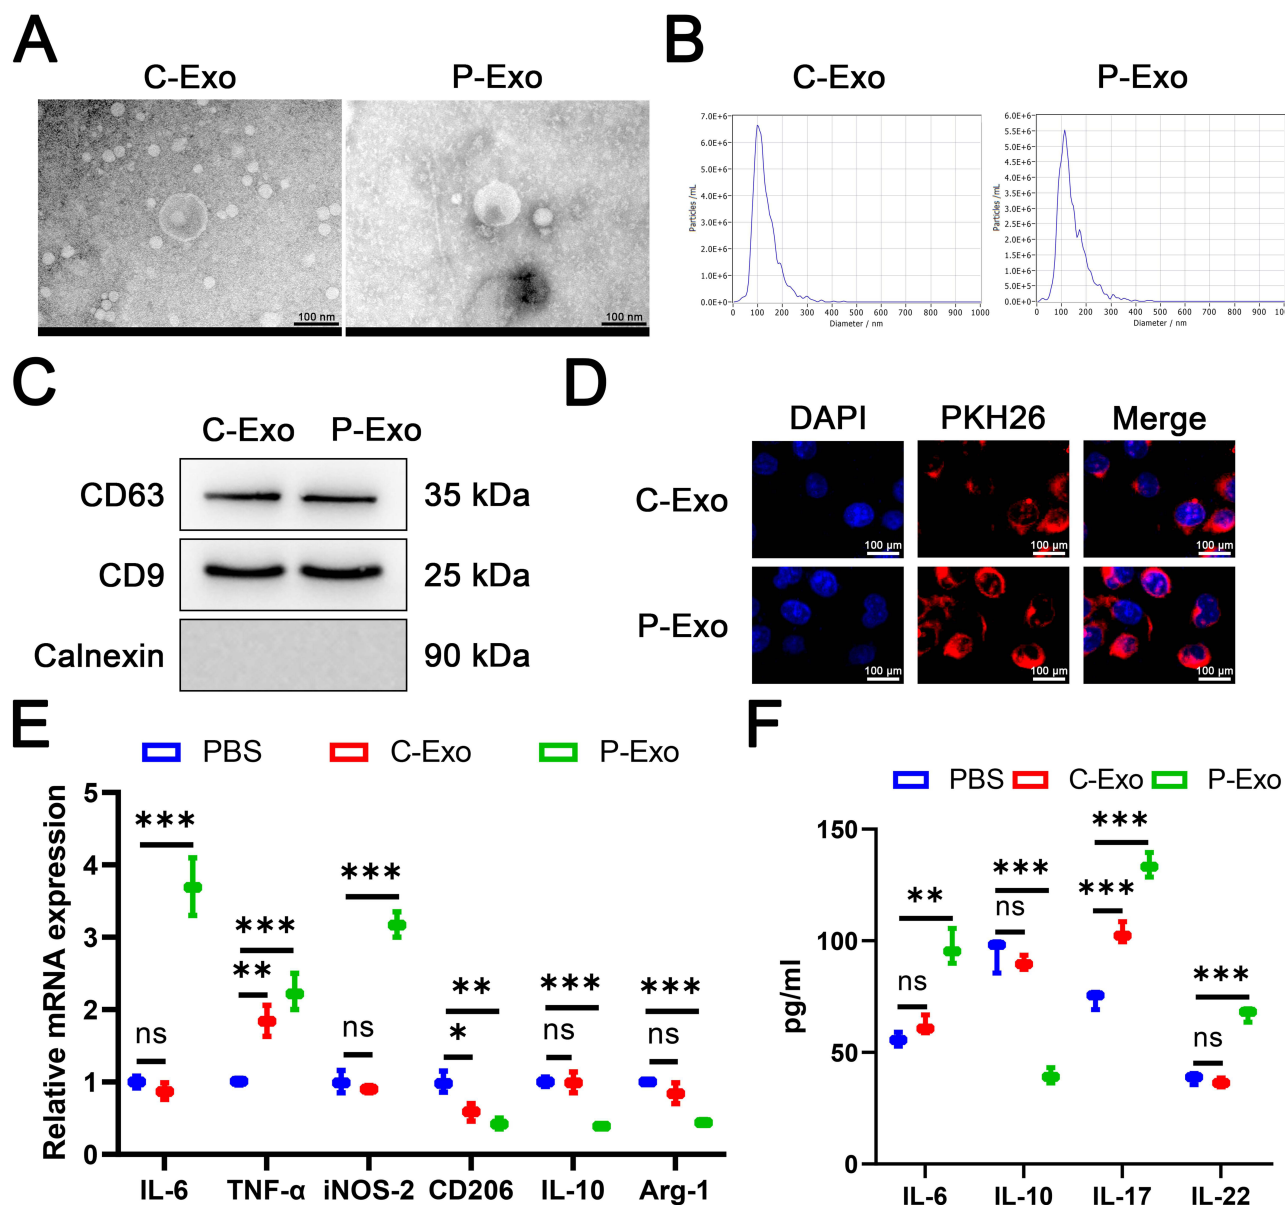 A
C-Exo
P-Exo
100 nm
100 nm
B
C-Exo
P-Exo
Particles /mL
7.0E+6
6.0E+6
5.0E+6
4.0E+6
3.0E+6
2.0E+6
1.0E+6
0.0E+0
0 100 200 300 400 500 600 700 800 900 1000
Diameter / nm
Particles /mL
6.0E+6
5.5E+6
5.0E+6
4.5E+6
4.0E+6
3.5E+6
3.0E+6
2.5E+6
2.0E+6
1.5E+6
1.0E+6
5.0E+5
0.0E+0
0 100 200 300 400 500 600 700 800 900 100
Diameter / nm
C
C-Exo P-Exo
CD63 35 kDa
CD9 25 kDa
Calnexin 90 kDa
D
DAPI PKH26 Merge
C-Exo
100 µm 100 µm 100 µm
P-Exo
100 µm 100 µm 100 µm
E
PBS C-Exo P-Exo
Relative mRNA expression
5
4
3
2
1
0
***
ns
***
**
***
ns
**
*
***
ns
***
ns
IL-6 TNF-α iNOS-2 CD206 IL-10 Arg-1
F
PBS C-Exo P-Exo
pg/ml
150
100
50
0
**
ns
***
ns
***
***
***
ns
IL-6 IL-10 IL-17 IL-22